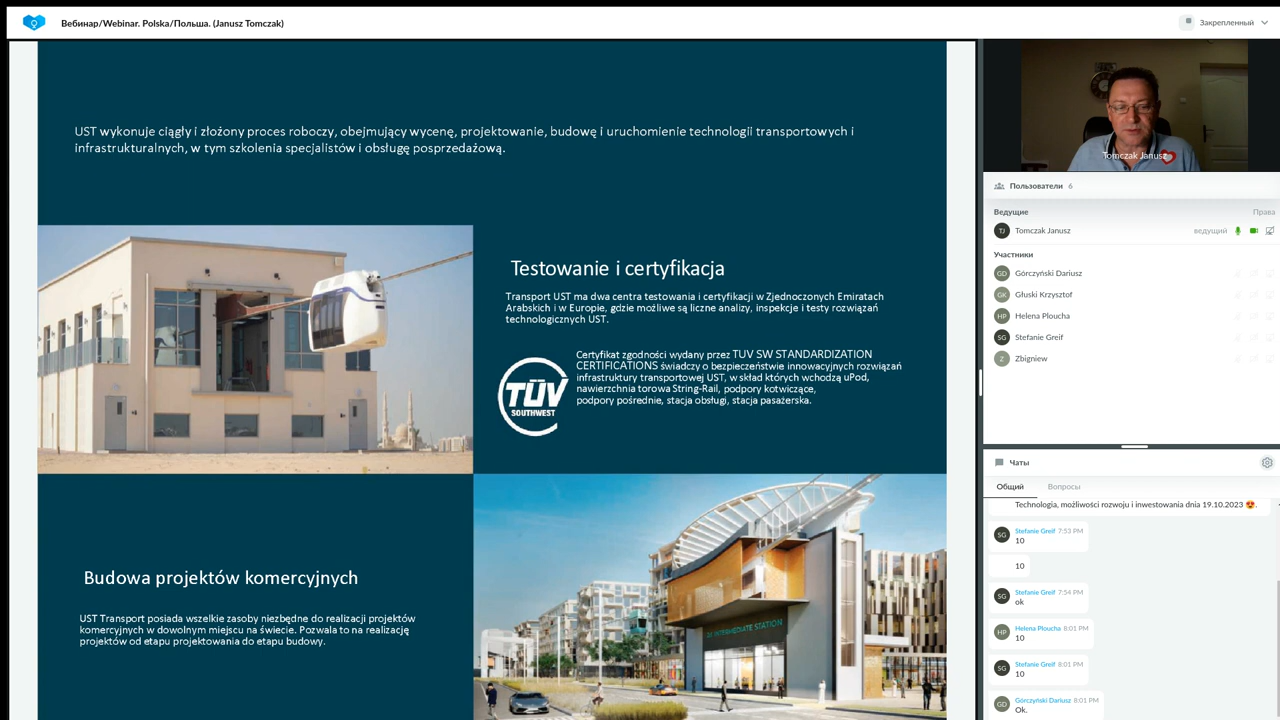 Вебинар/Webinar. Polska/Польша. (Janusz Tomczak)
Закрепленный
UST wykonuje ciągły i złożony proces roboczy, obejmujący wycenę, projektowanie, budowę i uruchomienie technologii transportowych i
infrastrukturalnych, w tym szkolenia specjalistów i obsługę posprzedażową.
Testowanie i certyfikacja
Transport UST ma dwa centra testowania i certyfikacji w Zjednoczonych Emiratach
Arabskich i w Europie, gdzie możliwe są liczne analizy, inspekcje i testy rozwiązań
technologicznych UST.
TÜV
SOUTHWEST
Certyfikat zgodności wydany przez TUV SW STANDARDIZATION
CERTIFICATIONS świadczy o bezpieczeństwie innowacyjnych rozwiązań
infrastruktury transportowej UST, w skład których wchodzą uPod,
nawierzchnia torowa String-Rail, podpory kotwiczące,
podpory pośrednie, stacja obsługi, stacja pasażerska.
Budowa projektów komercyjnych
UST Transport posiada wszelkie zasoby niezbędne do realizacji projektów
komercyjnych w dowolnym miejscu na świecie. Pozwala to na realizację
projektów od etapu projektowania do etapu budowy.
INTERMEDIATE STATION
Tomczak Janusz
Пользователи 6
Ведущие Права
TJ Tomczak Janusz ведущий
Участники
GD Górczyński Dariusz
GK Głuski Krzysztof
HP Helena Płoucha
SG Stefanie Greif
Z Zbigniew
Чаты
Общий Вопросы
Technologia, możliwości rozwoju i inwestowania dnia 19.10.2023 😍.
SG Stefanie Greif 7:53 PM
10
10
SG Stefanie Greif 7:54 PM
ok
HP Helena Płoucha 8:01 PM
10
SG Stefanie Greif 8:01 PM
10
GD Górczyński Dariusz 8:01 PM
Ok.